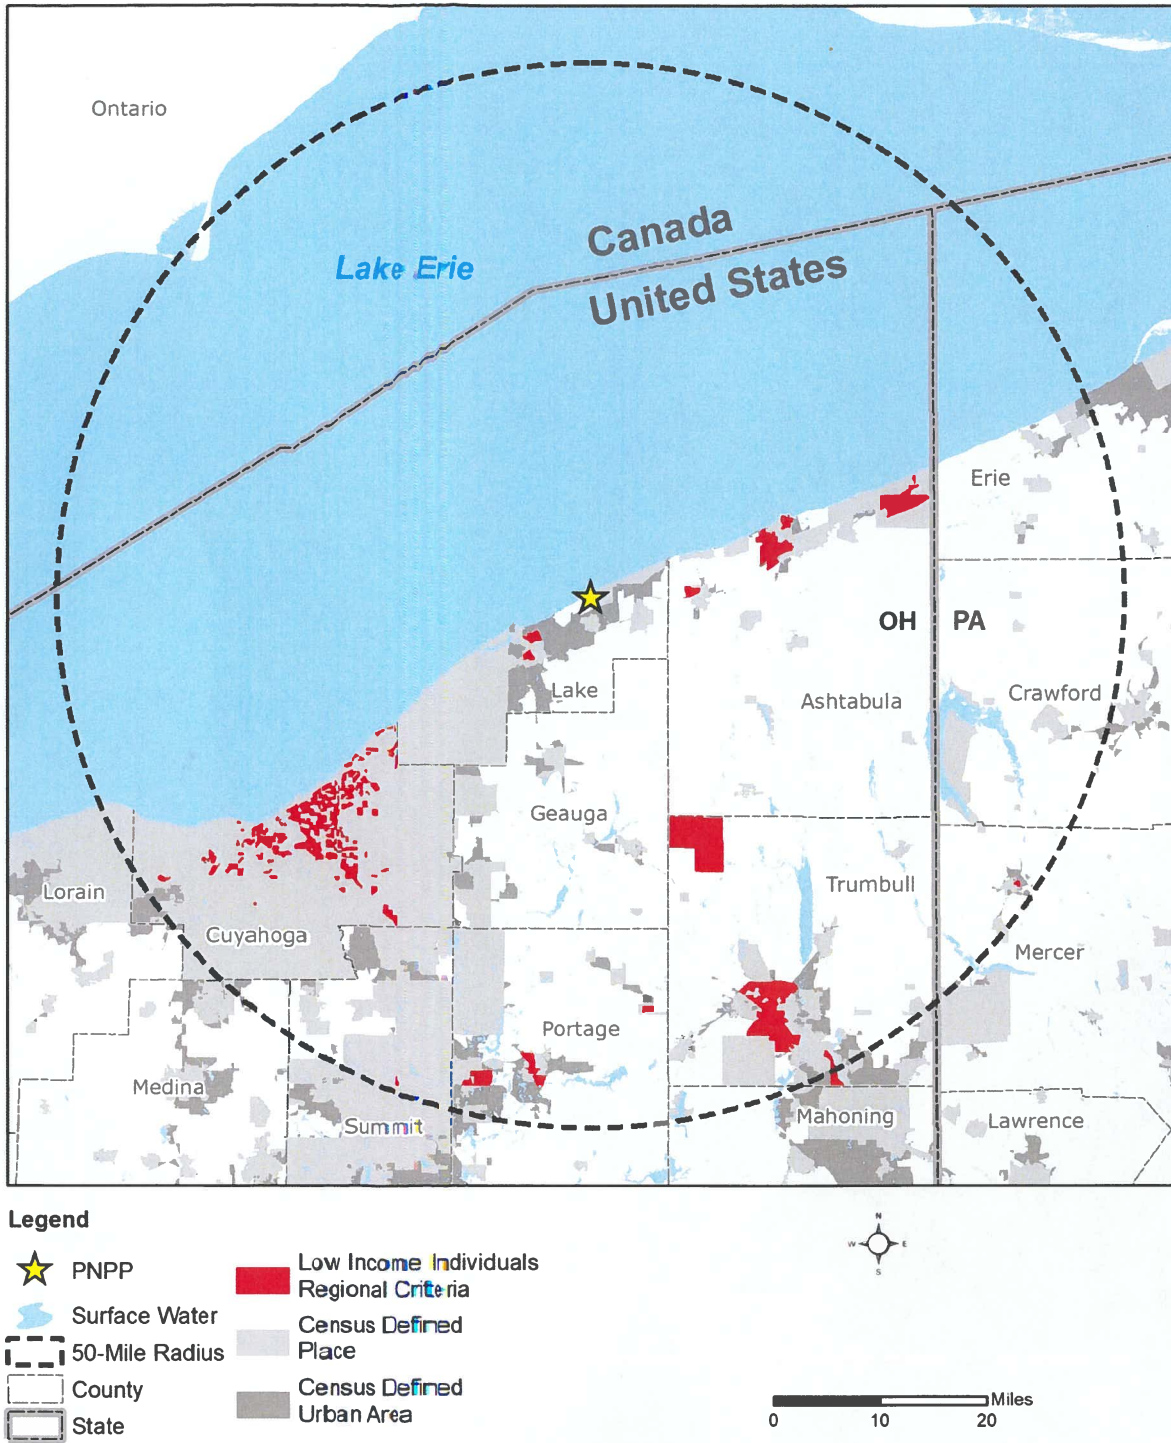 Ontario
Canada
Lake Erie
United States
Erie
OH
PA
Lake
Ashtabula
Crawford
Geauga
Lorain
Trumbull
Cuyahoga
Mercer
Portage
Medina
Summit
Mahoning
Lawrence
Legend
PNPP
Surface Water
50-Mile Radius
County
State
Low Income Individuals
Regional Criteria
Census Defined
Place
Census Defined
Urban Area
N
W
E
S
Miles
0
10
20